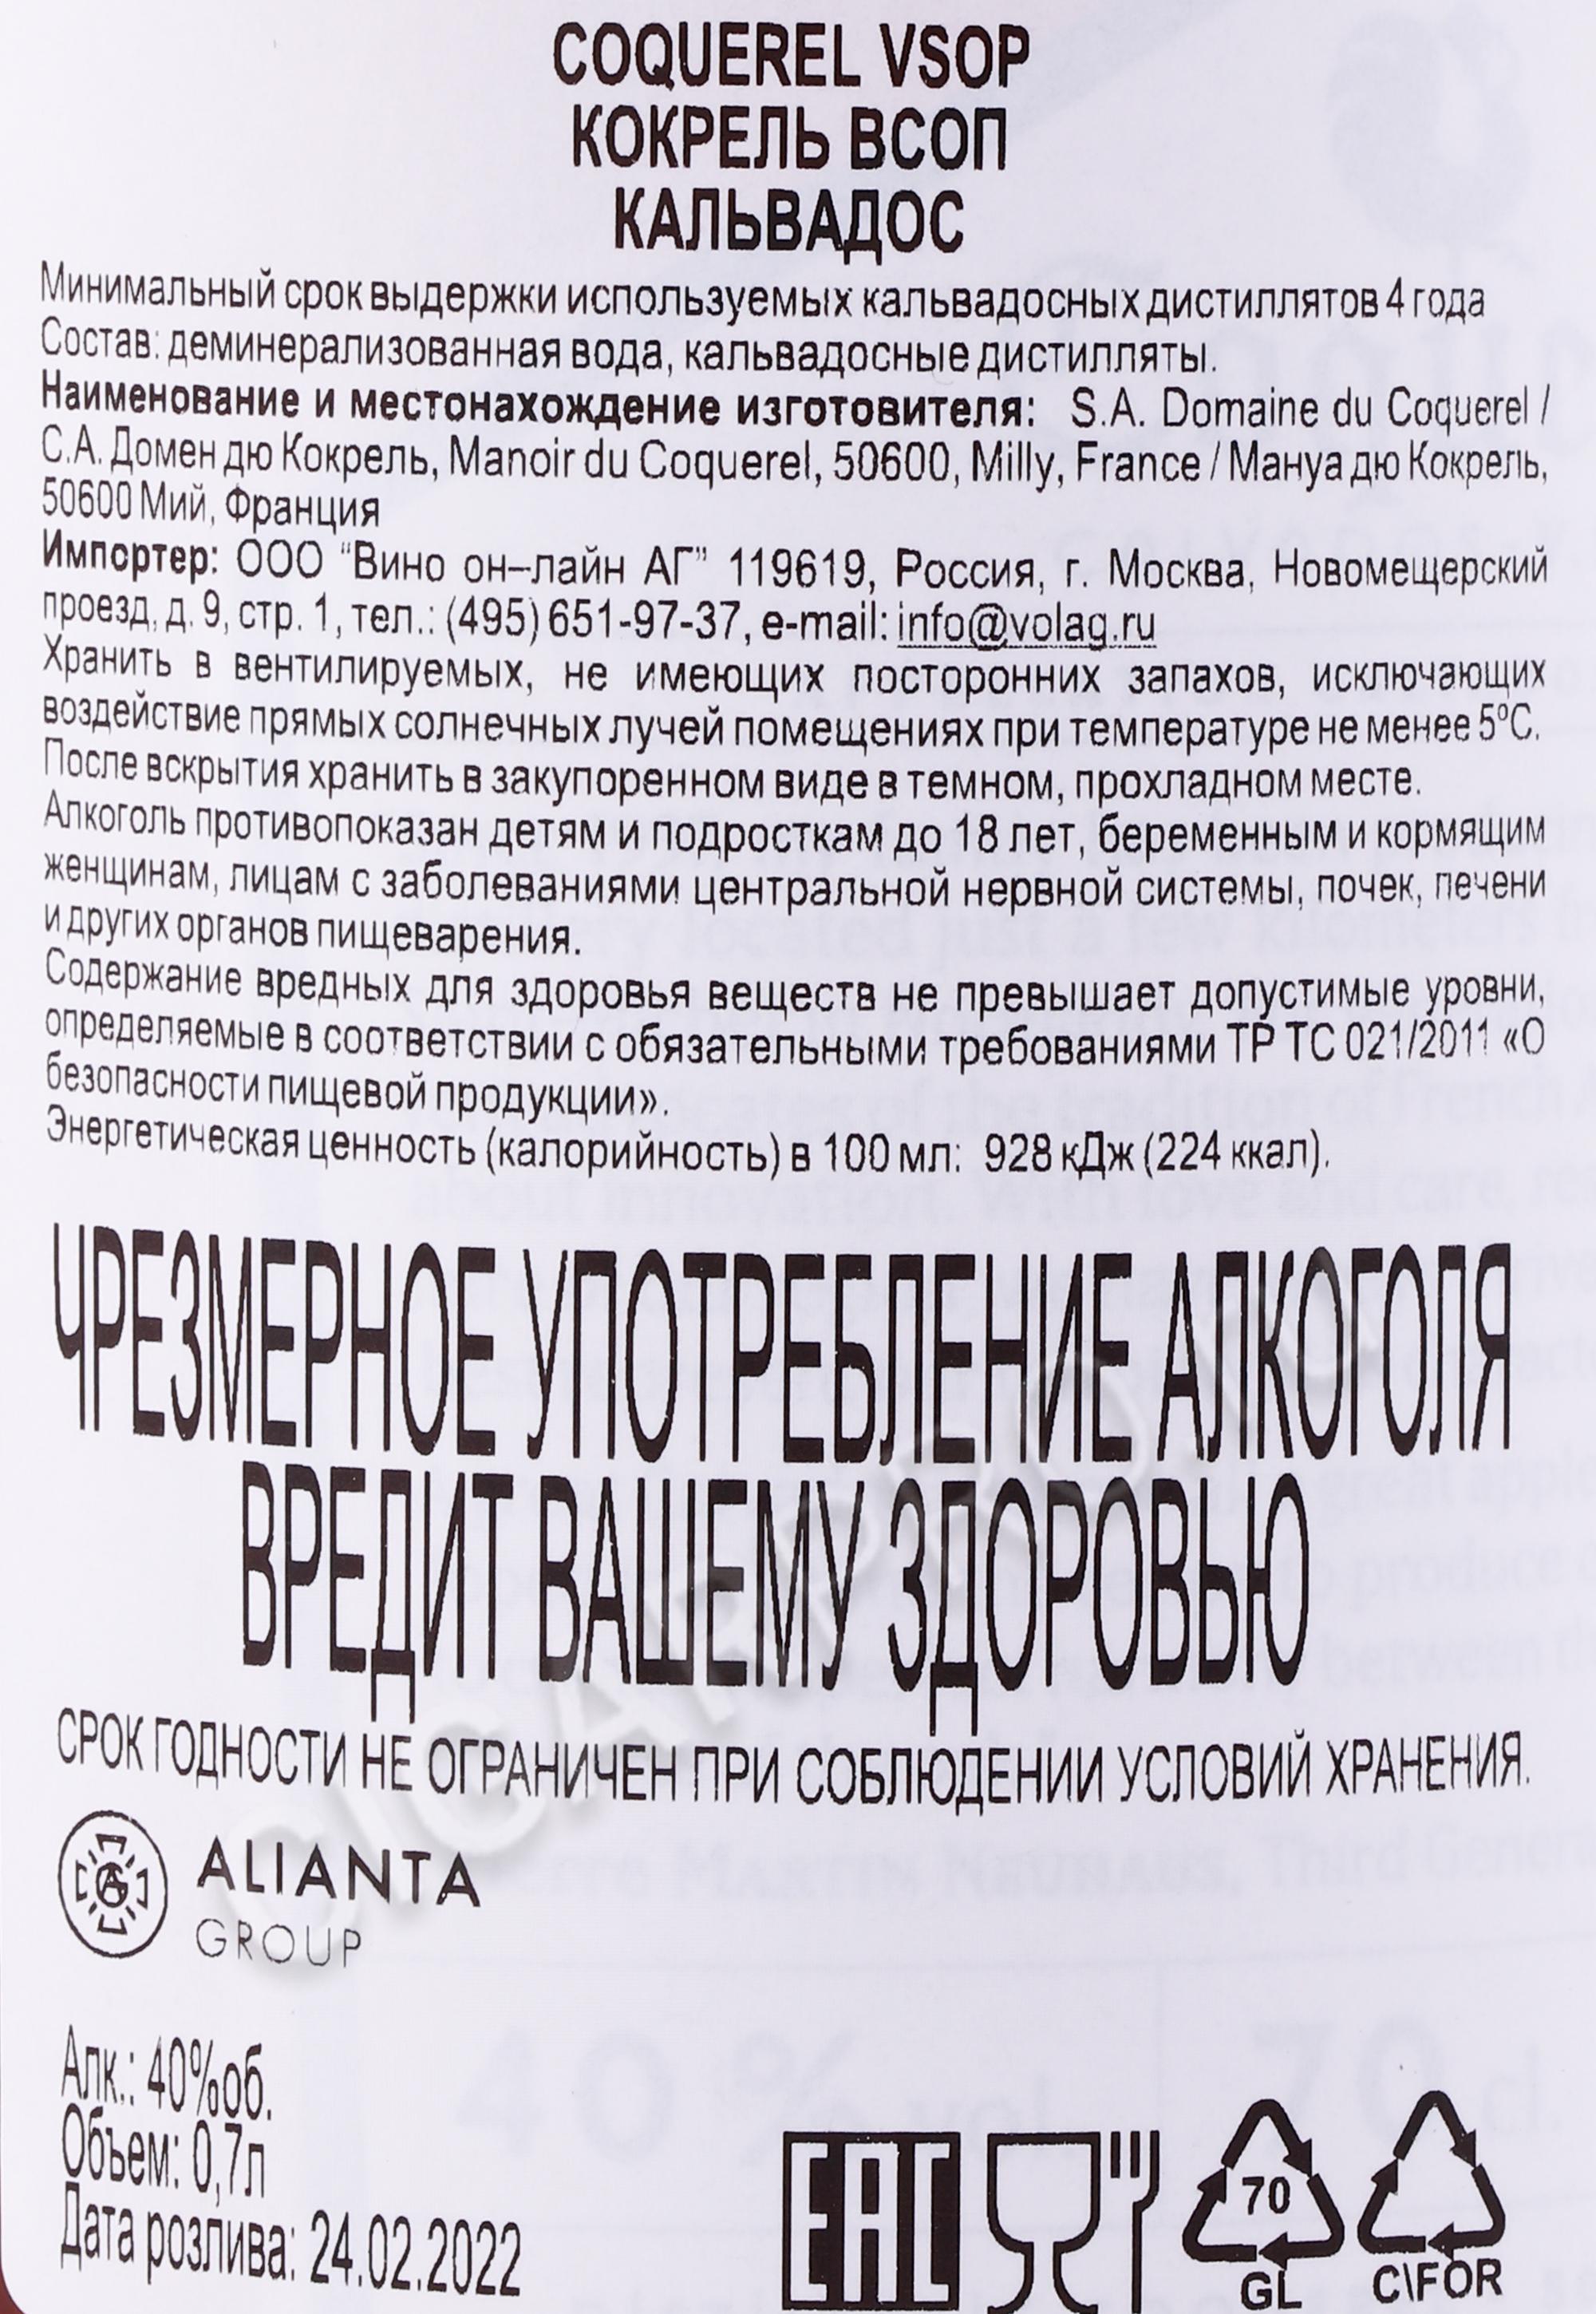 COQUEREL VSOP
КОКРЕЛЬ ВСОП
КАЛЬВАДОС
Минимальный срок выдержки используемых кальвадосных дистиллятов 4 года
Состав: деминерализованная вода, кальвадосные дистилляты.
Наименование и местонахождение изготовителя: S.A. Domaine du Coquerel /
С.А. Домен дю Кокрель, Manoir du Coquerel, 50600, Milly, France / Мануа дю Кокрель,
50600 Мий, Франция
Импортер: ООО “Вино он–лайн АГ” 119619, Россия, г. Москва, Новомещерский
проезд, д. 9, стр. 1, тел.: (495) 651-97-37, e-mail: info@volag.ru
Хранить в вентилируемых, не имеющих посторонних запахов, исключающих
воздействие прямых солнечных лучей помещениях при температуре не менее 5ºС.
После вскрытия хранить в закупоренном виде в темном, прохладном месте.
Алкоголь противопоказан детям и подросткам до 18 лет, беременным и кормящим
женщинам, лицам с заболеваниями центральной нервной системы, почек, печени
и других органов пищеварения.
Содержание вредных для здоровья веществ не превышает допустимые уровни,
определяемые в соответствии с обязательными требованиями ТР ТС 021/2011 «О
безопасности пищевой продукции».
Энергетическая ценность (калорийность) в 100 мл: 928 кДж (224 ккал).
ЧРЕЗМЕРНОЕ УПОТРЕБЛЕНИЕ АЛКОГОЛЯ
ВРЕДИТ ВАШЕМУ ЗДОРОВЬЮ
СРОК ГОДНОСТИ НЕ ОГРАНИЧЕН ПРИ СОБЛЮДЕНИИ УСЛОВИЙ ХРАНЕНИЯ.
ALIANTA
GROUP
Алк.: 40%об.
Объем: 0,7л
Дата розлива: 24.02.2022
EAC
70
GL
C\FOR
CIGARPRO.RU